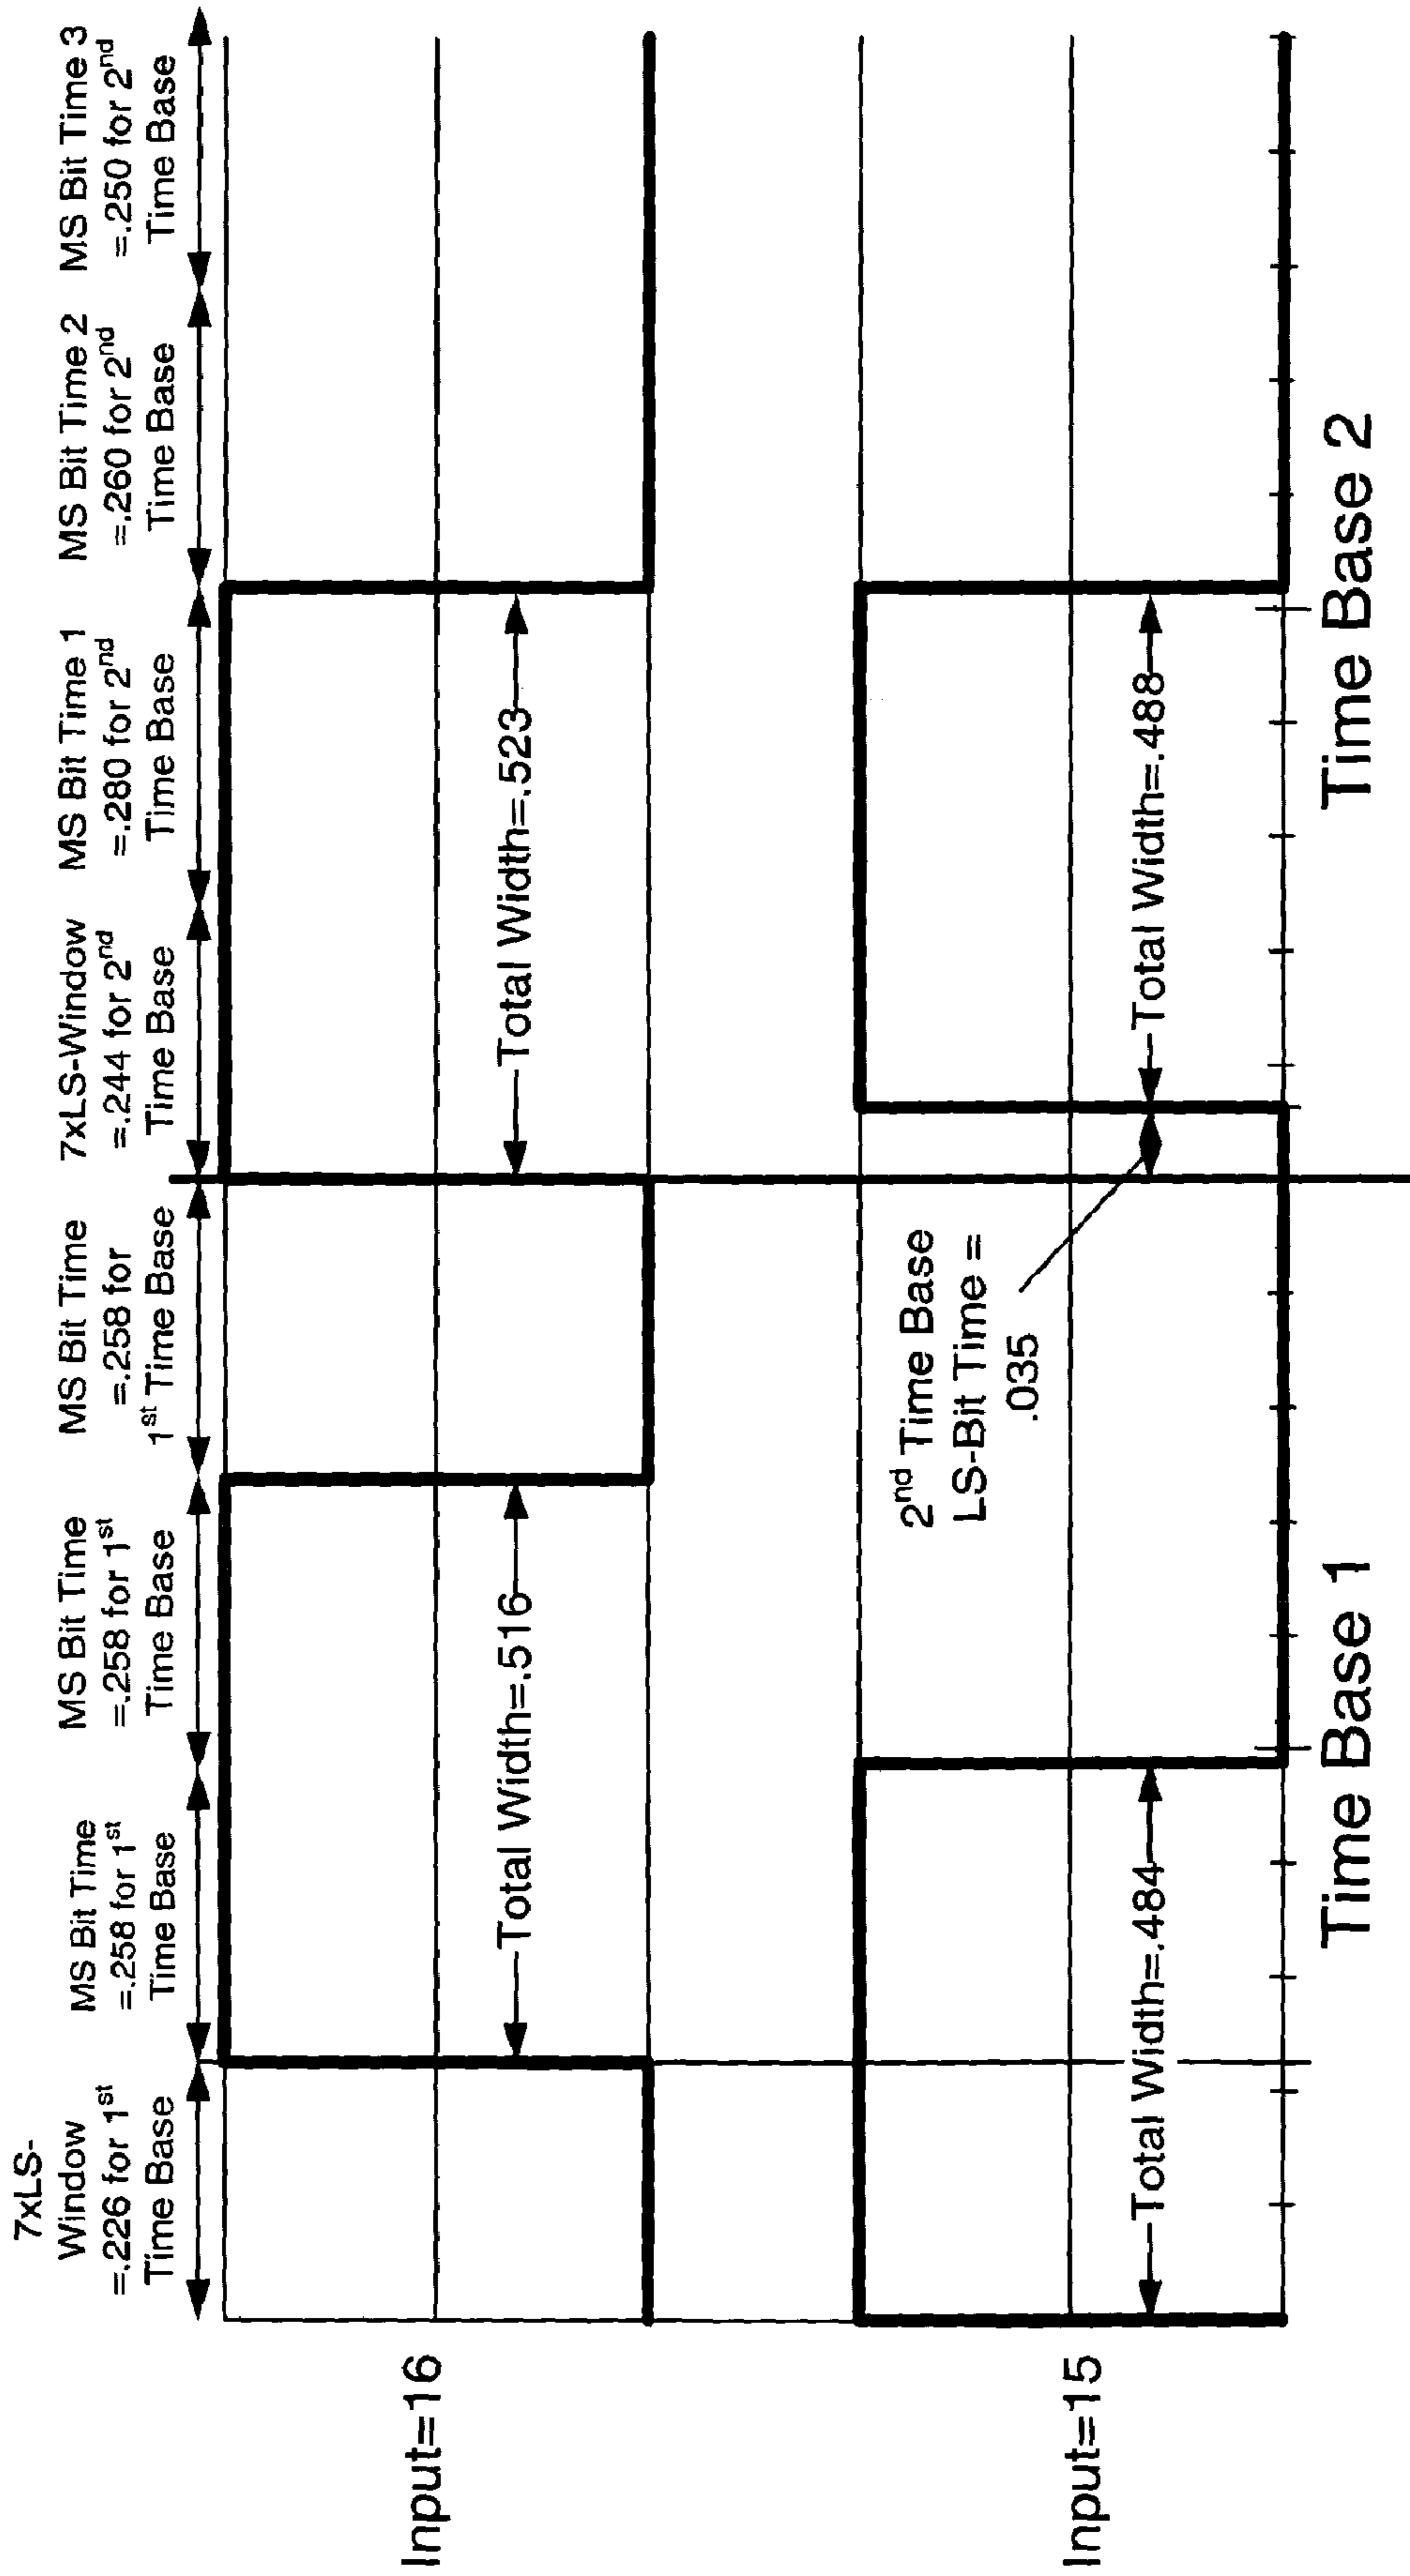 7xLS-
Window
=.226 for 1st
Time Base
MS Bit Time
=.258 for 1st
Time Base
MS Bit Time
=.258 for 1st
Time Base
MS Bit Time
=.258 for
1st Time Base
7xLS-Window
=.244 for 2nd
Time Base
MS Bit Time 1
=.280 for 2nd
Time Base
MS Bit Time 2
=.260 for 2nd
Time Base
MS Bit Time 3
=.250 for 2nd
Time Base
Input=16
Total Width=.516
Total Width=.523
2nd Time Base
LS-Bit Time =
.035
Input=15
Total Width=.484
Total Width=.488
Time Base 1
Time Base 2